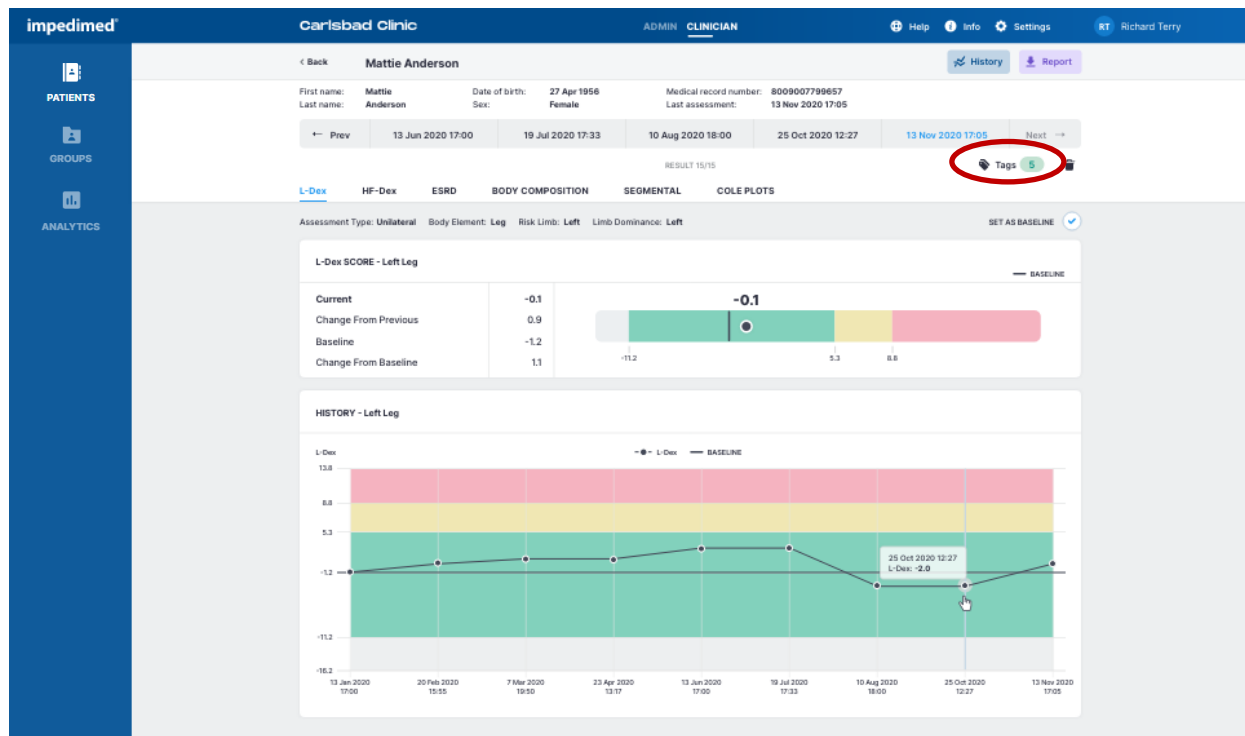 impedimed®
Carlsbad Clinic
ADMIN CLINICIAN
Help Info Settings
RT Richard Terry
PATIENTS
GROUPS
ANALYTICS
< Back Mattie Anderson
History Report
First name: Mattie Date of birth: 27 Apr 1956 Medical record number: 8009007799657
Last name: Anderson Sex: Female Last assessment: 13 Nov 2020 17:05
← Prev 13 Jun 2020 17:00 19 Jul 2020 17:33 10 Aug 2020 18:00 25 Oct 2020 12:27 13 Nov 2020 17:05 Next →
RESULT 15/15
Tags 5
L-Dex HF-Dex ESRD BODY COMPOSITION SEGMENTAL COLE PLOTS
Assessment Type: Unilateral Body Element: Leg Risk Limb: Left Limb Dominance: Left
SET AS BASELINE
L-Dex SCORE - Left Leg
BASELINE
Current -0.1
Change From Previous 0.9
Baseline -1.2
Change From Baseline 1.1
-0.1
-11.2 5.3 8.8
HISTORY - Left Leg
L-Dex
L-Dex BASELINE
13.8
8.8
5.3
-1.2
-11.2
-16.2
25 Oct 2020 12:27
L-Dex: -2.0
13 Jan 2020 20 Feb 2020 7 Mar 2020 23 Apr 2020 13 Jun 2020 19 Jul 2020 10 Aug 2020 25 Oct 2020 13 Nov 2020
17:00 15:55 19:50 13:17 17:00 17:33 18:00 12:27 17:05